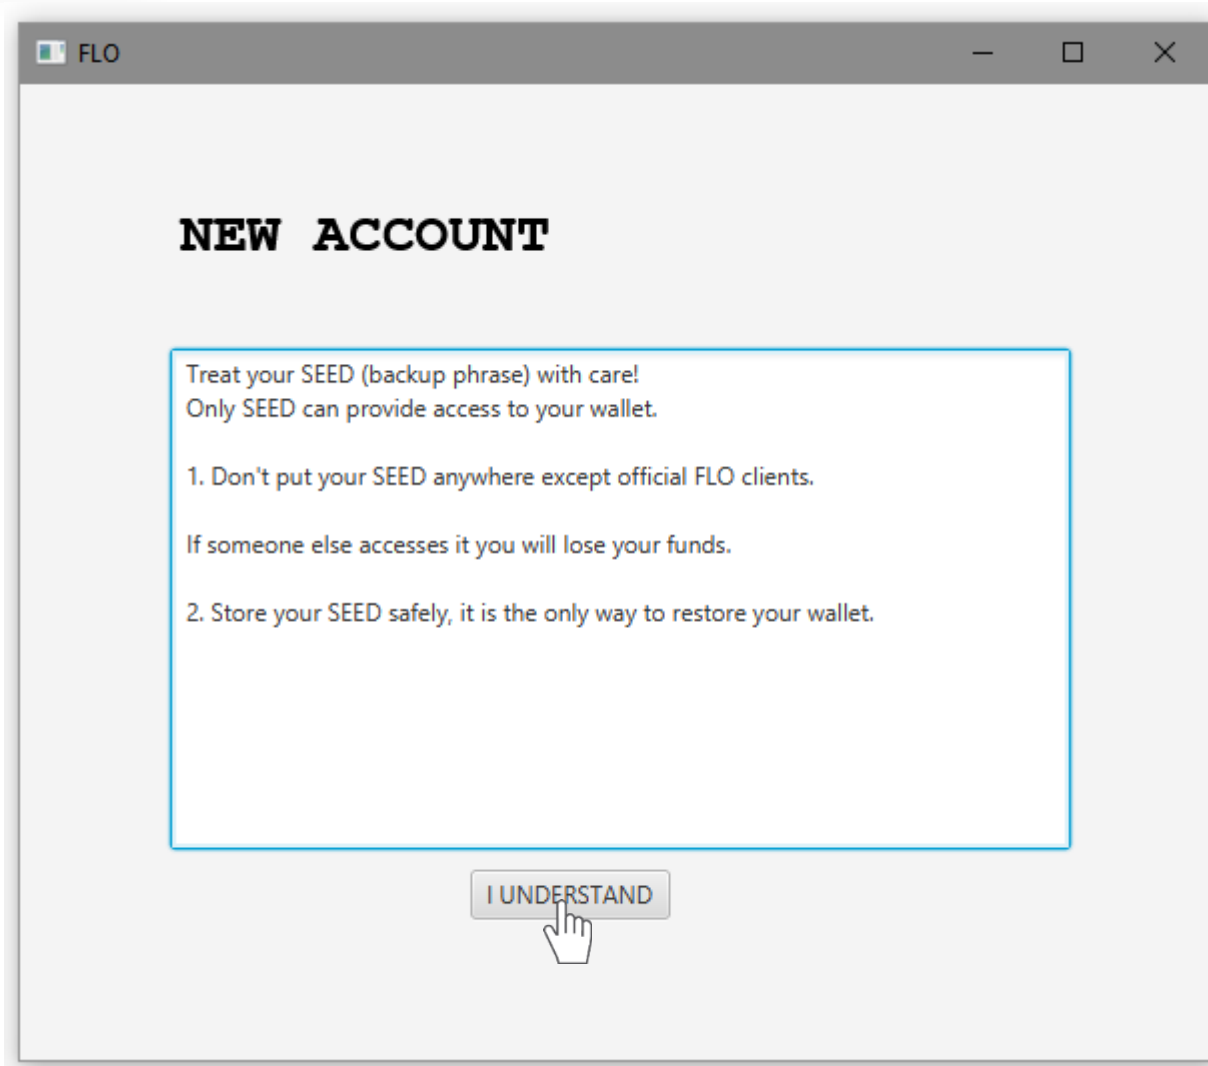 FLO
NEW ACCOUNT
Treat your SEED (backup phrase) with care!
Only SEED can provide access to your wallet.
1. Don't put your SEED anywhere except official FLO clients.
If someone else accesses it you will lose your funds.
2. Store your SEED safely, it is the only way to restore your wallet.
I UNDERSTAND